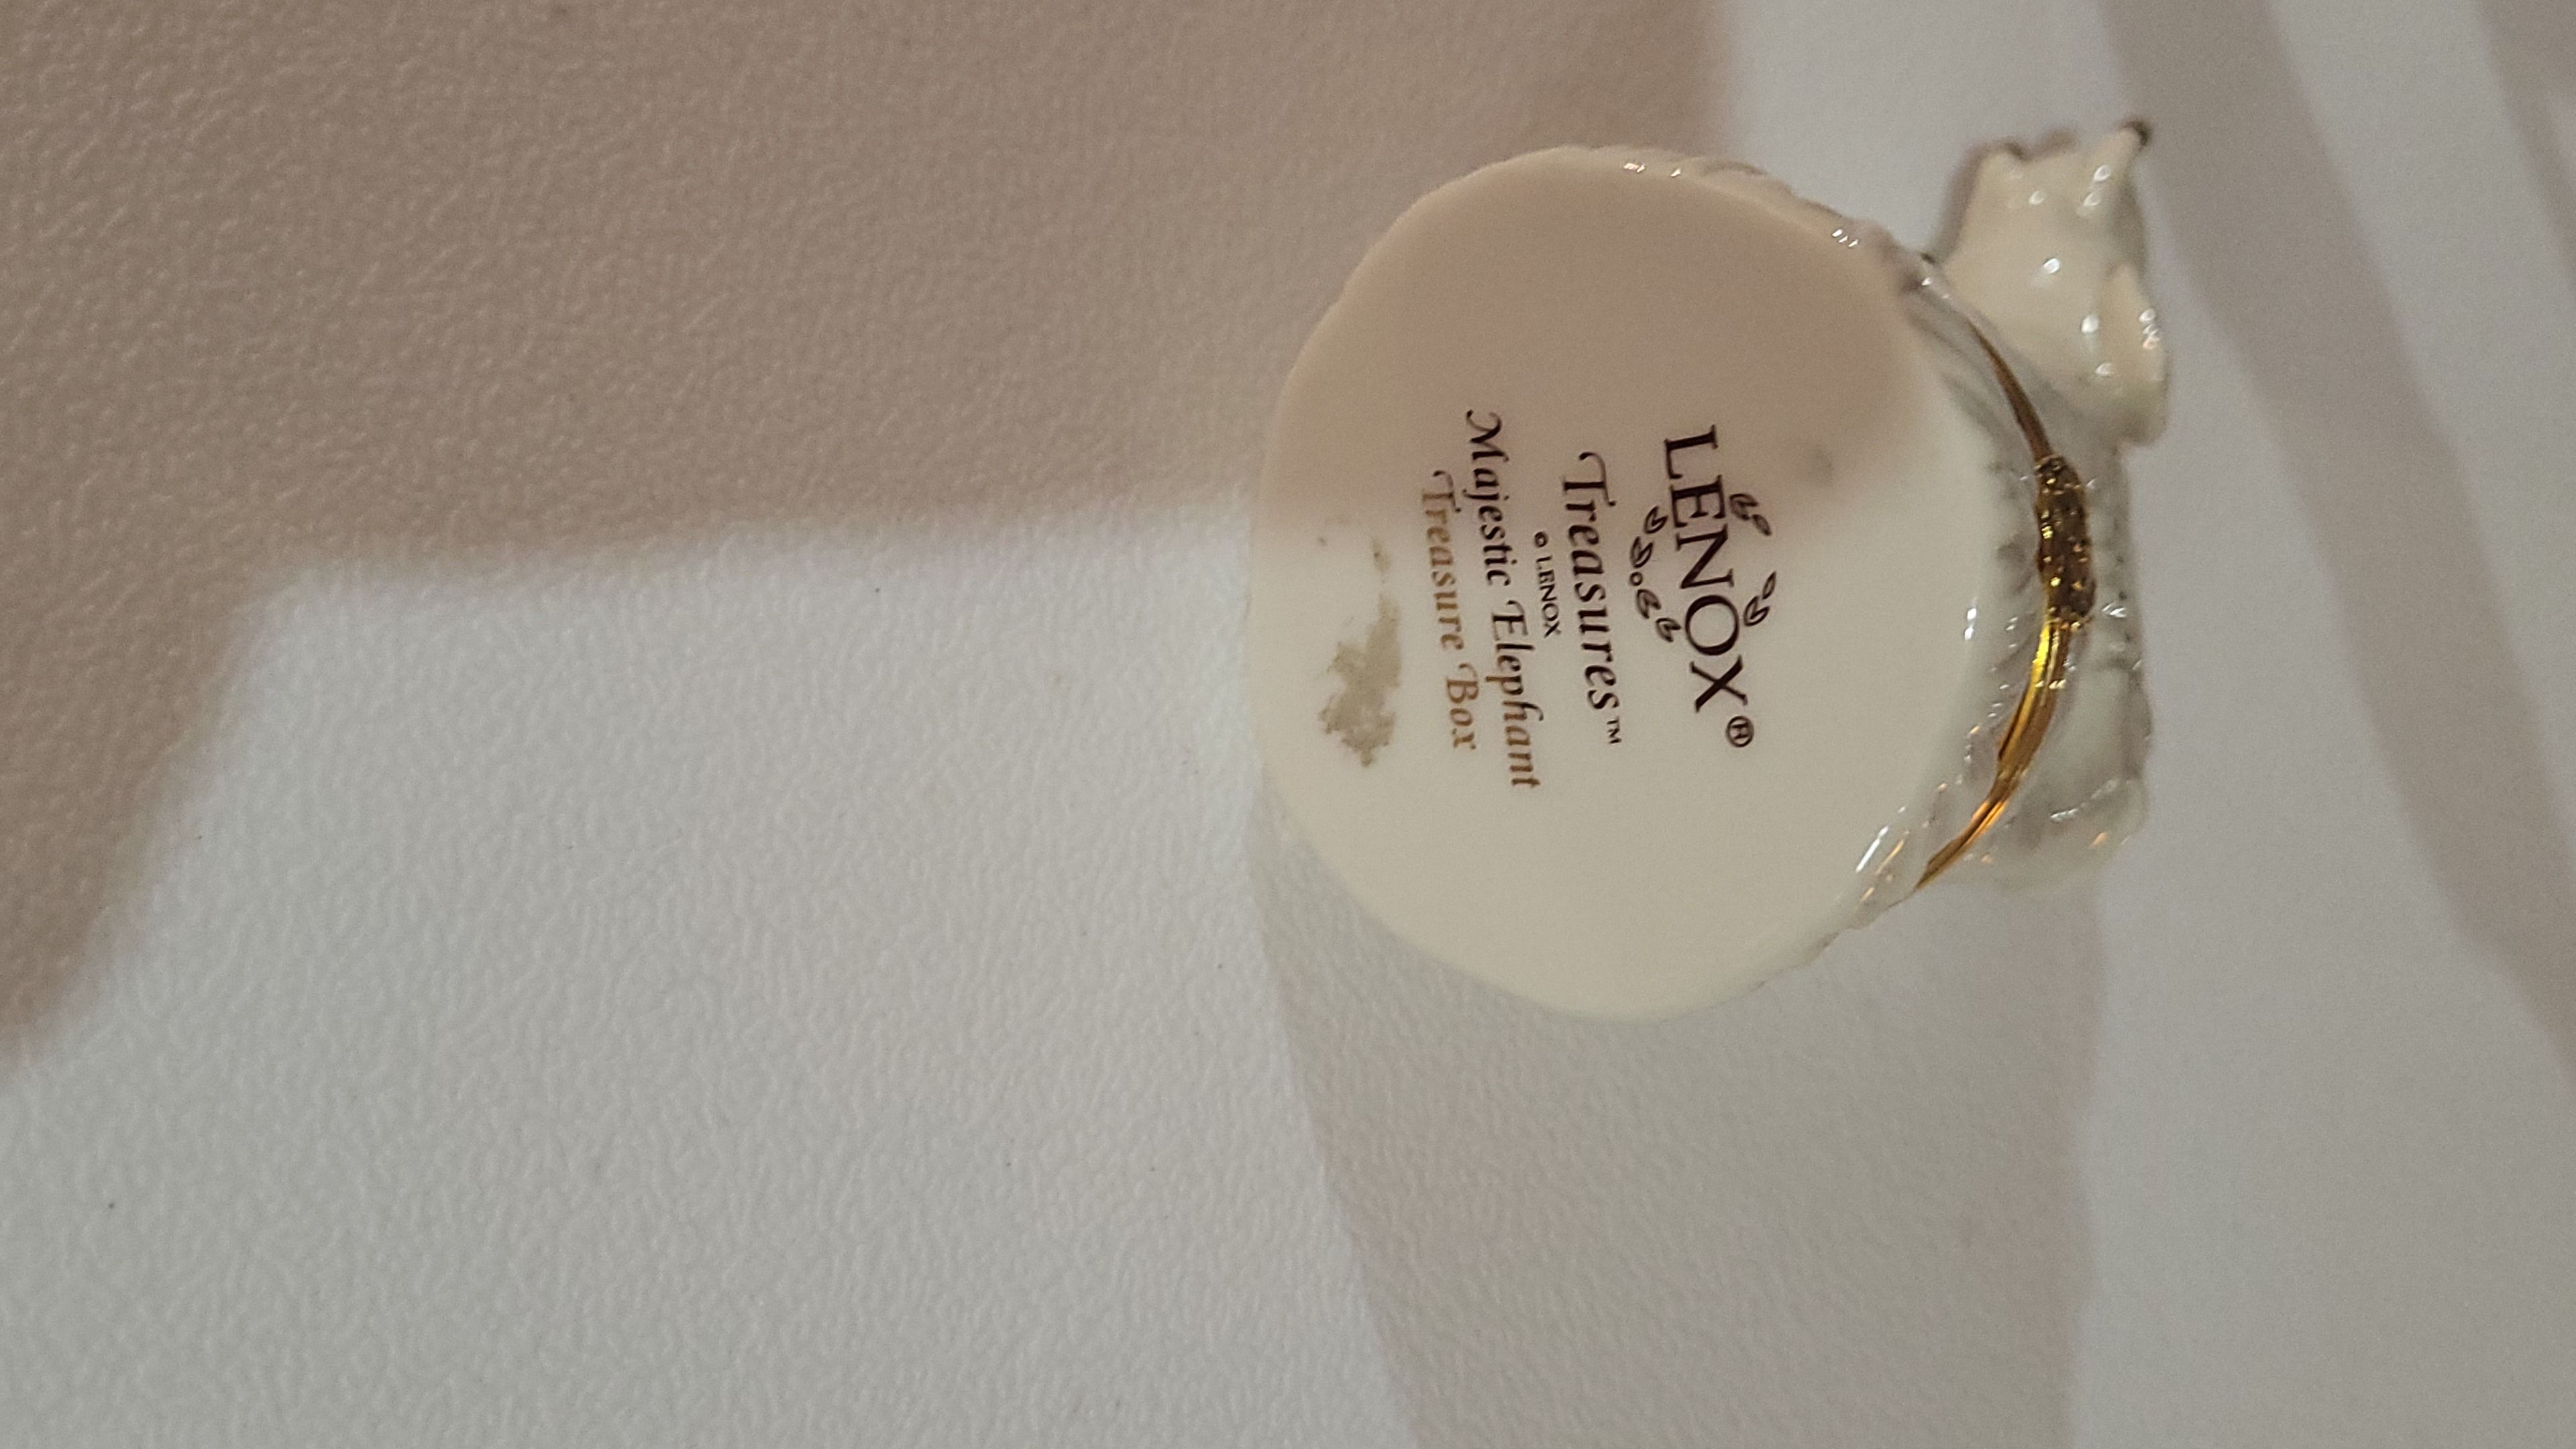 LENOX®
Treasures™
© LENOX
Majestic Elephant
Treasure Box